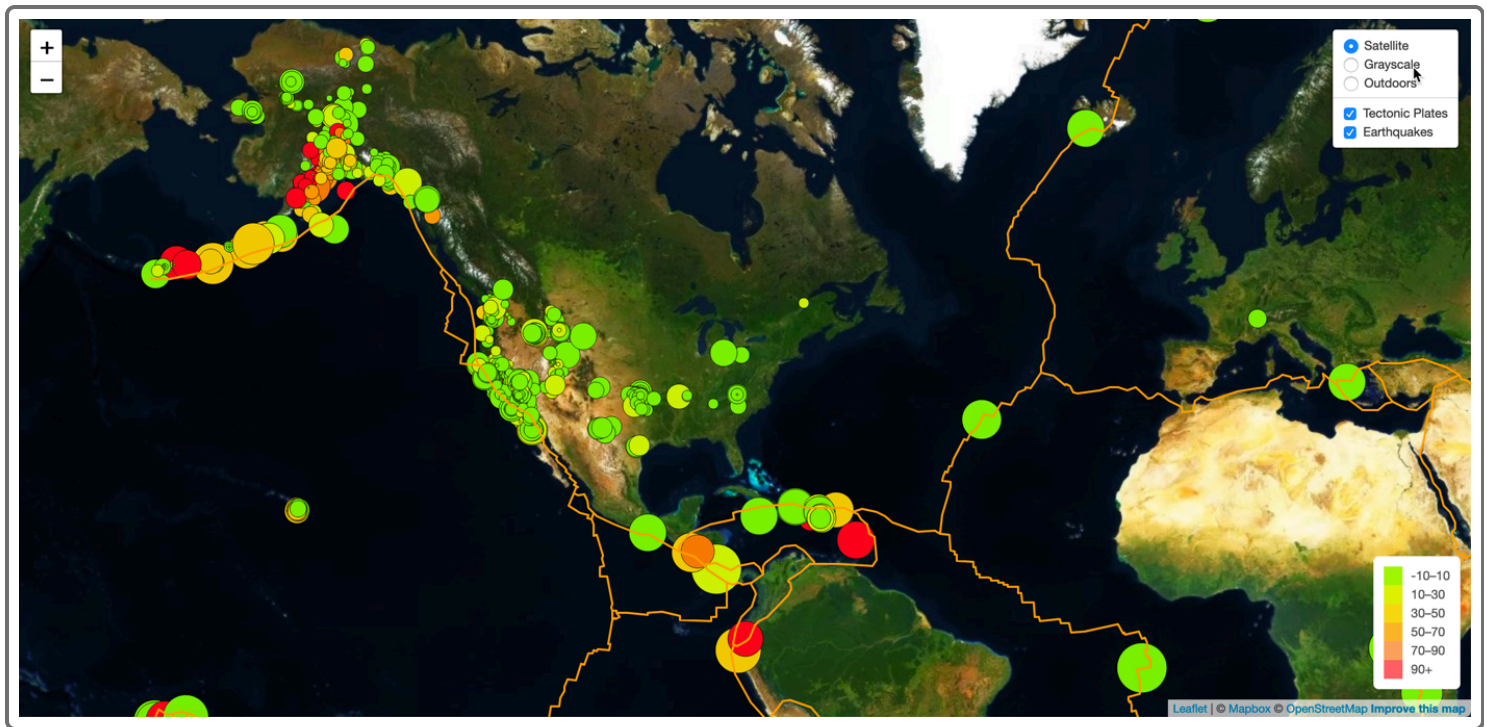 +
−
Satellite
Grayscale
Outdoors
Tectonic Plates
Earthquakes
-10–10
10–30
30–50
50–70
70–90
90+
Leaflet | © Mapbox © OpenStreetMap Improve this map